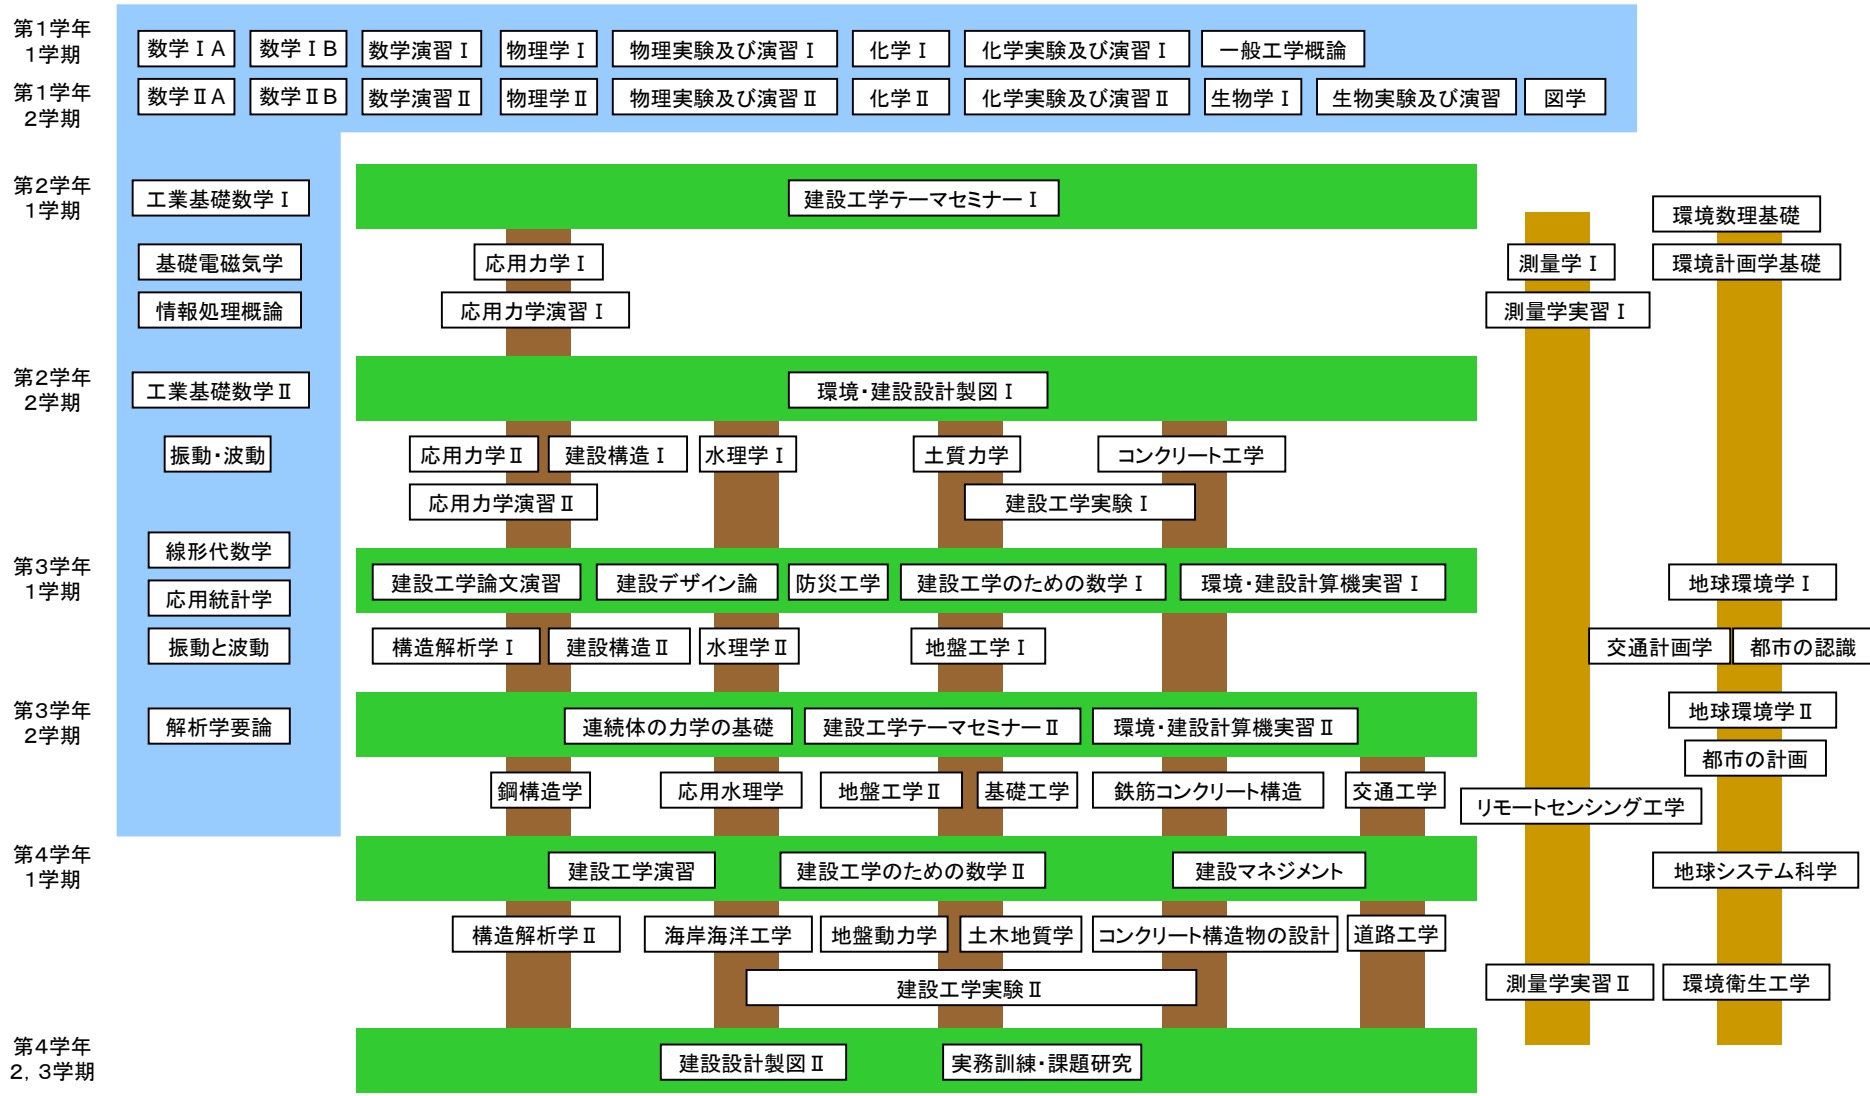 第1学年
1学期
数学ⅠA
数学ⅠB
数学演習Ⅰ
物理学Ⅰ
物理実験及び演習Ⅰ
化学Ⅰ
化学実験及び演習Ⅰ
一般工学概論
第1学年
2学期
数学ⅡA
数学ⅡB
数学演習Ⅱ
物理学Ⅱ
物理実験及び演習Ⅱ
化学Ⅱ
化学実験及び演習Ⅱ
生物学Ⅰ
生物実験及び演習
図学
第2学年
1学期
工業基礎数学Ⅰ
建設工学テーマセミナーⅠ
環境数理基礎
基礎電磁気学
応用力学Ⅰ
測量学Ⅰ
環境計画学基礎
情報処理概論
応用力学演習Ⅰ
測量学実習Ⅰ
第2学年
2学期
工業基礎数学Ⅱ
環境・建設設計製図Ⅰ
振動・波動
応用力学Ⅱ
建設構造Ⅰ
水理学Ⅰ
土質力学
コンクリート工学
応用力学演習Ⅱ
建設工学実験Ⅰ
線形代数学
第3学年
1学期
応用統計学
建設工学論文演習
建設デザイン論
防災工学
建設工学のための数学Ⅰ
環境・建設計算機実習Ⅰ
地球環境学Ⅰ
振動と波動
構造解析学Ⅰ
建設構造Ⅱ
水理学Ⅱ
地盤工学Ⅰ
交通計画学
都市の認識
第3学年
2学期
解析学要論
連続体の力学の基礎
建設工学テーマセミナーⅡ
環境・建設計算機実習Ⅱ
地球環境学Ⅱ
都市の計画
鋼構造学
応用水理学
地盤工学Ⅱ
基礎工学
鉄筋コンクリート構造
交通工学
リモートセンシング工学
第4学年
1学期
建設工学演習
建設工学のための数学Ⅱ
建設マネジメント
地球システム科学
構造解析学Ⅱ
海岸海洋工学
地盤動力学
土木地質学
コンクリート構造物の設計
道路工学
建設工学実験Ⅱ
測量学実習Ⅱ
環境衛生工学
第4学年
2, 3学期
建設設計製図Ⅱ
実務訓練・課題研究